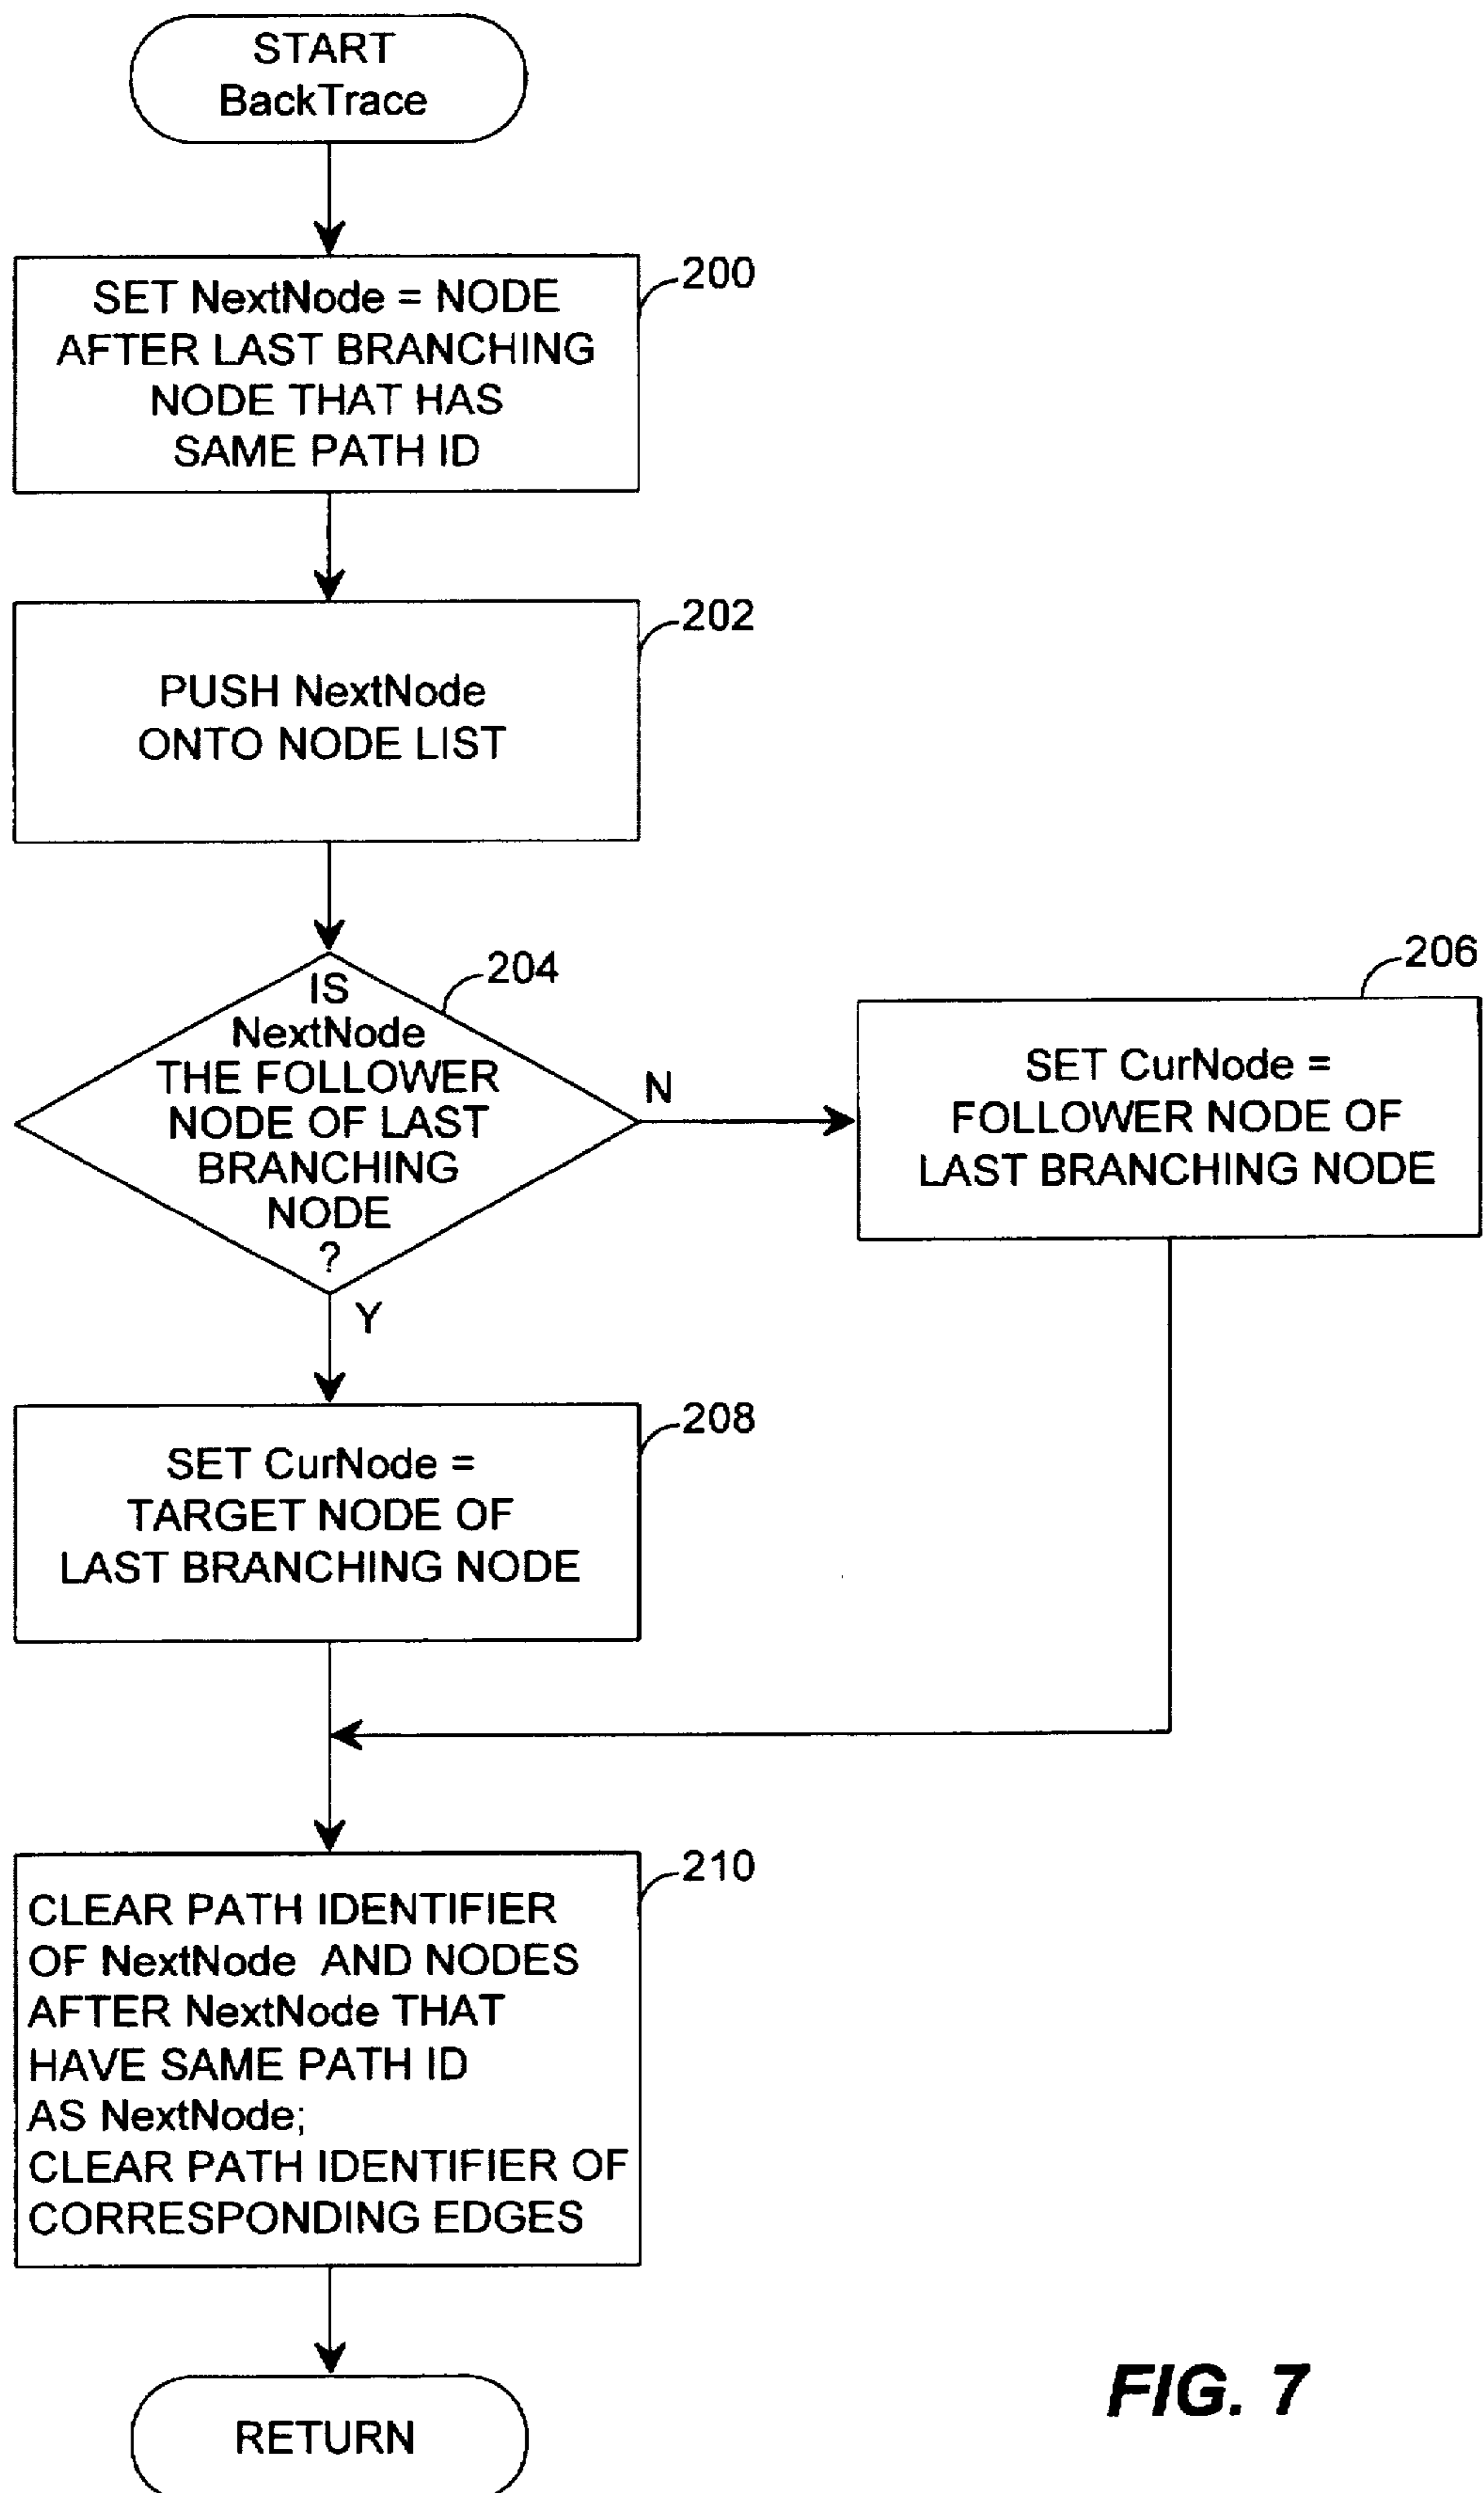 START
BackTrace
200
SET NextNode = NODE
AFTER LAST BRANCHING
NODE THAT HAS
SAME PATH ID
202
PUSH NextNode
ONTO NODE LIST
204
IS
NextNode
THE FOLLOWER
NODE OF LAST
BRANCHING
NODE
?
N
206
SET CurNode =
FOLLOWER NODE OF
LAST BRANCHING NODE
Y
208
SET CurNode =
TARGET NODE OF
LAST BRANCHING NODE
210
CLEAR PATH IDENTIFIER
OF NextNode AND NODES
AFTER NextNode THAT
HAVE SAME PATH ID
AS NextNode;
CLEAR PATH IDENTIFIER OF
CORRESPONDING EDGES
RETURN
FIG. 7